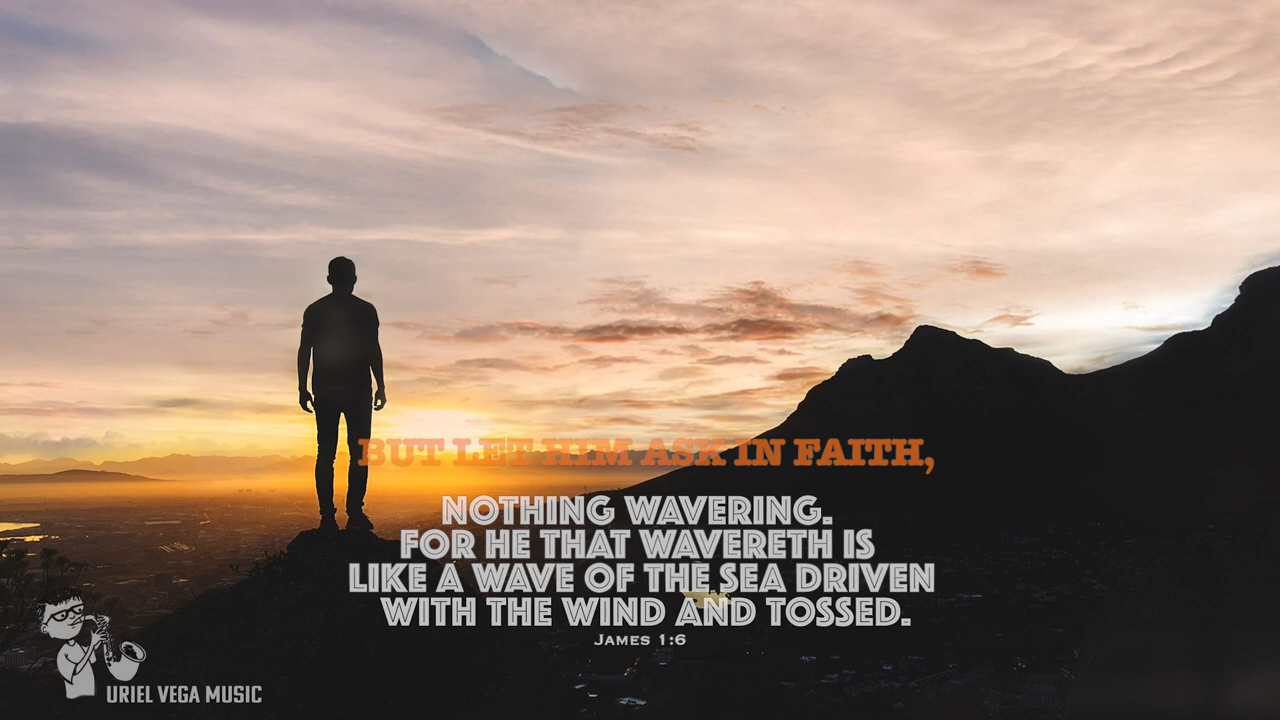 BUT LET HIM ASK IN FAITH,
NOTHING WAVERING.
FOR HE THAT WAVERETH IS
LIKE A WAVE OF THE SEA DRIVEN
WITH THE WIND AND TOSSED.
James 1:6
URIEL VEGA MUSIC